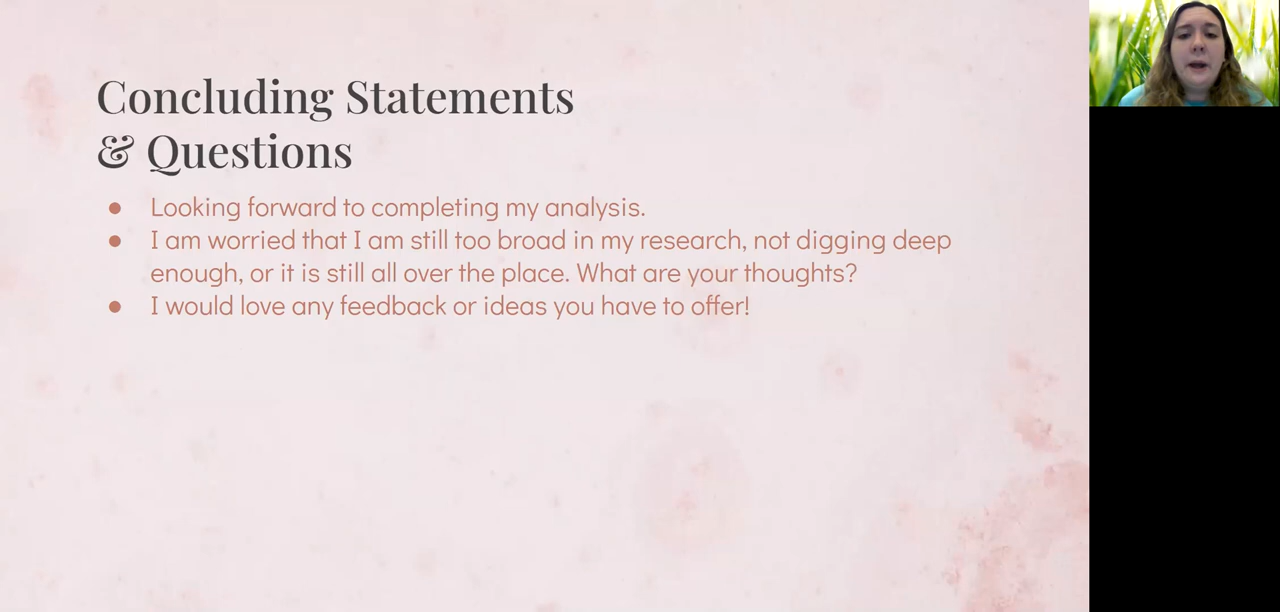 Concluding Statements
& Questions
● Looking forward to completing my analysis.
● I am worried that I am still too broad in my research, not digging deep
enough, or it is still all over the place. What are your thoughts?
● I would love any feedback or ideas you have to offer!